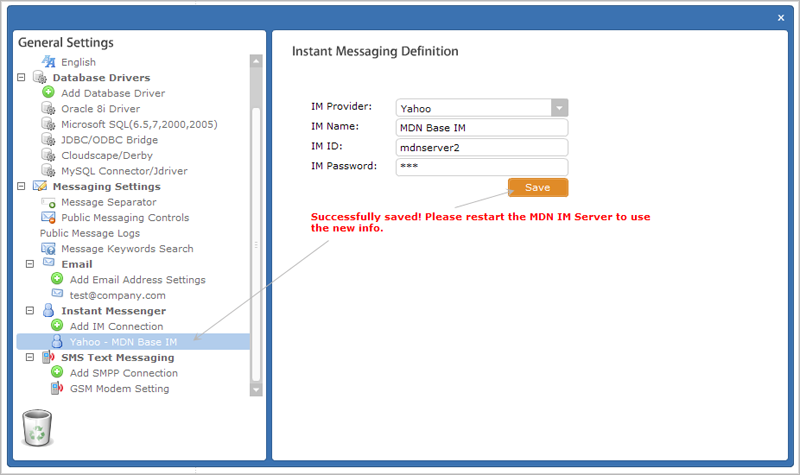 General Settings
English
Database Drivers
Add Database Driver
Oracle 8i Driver
Microsoft SQL(6.5,7,2000,2005)
JDBC/ODBC Bridge
Cloudscape/Derby
MySQL Connector/Jdriver
Messaging Settings
Message Separator
Public Messaging Controls
Public Message Logs
Message Keywords Search
Email
Add Email Address Settings
test@company.com
Instant Messenger
Add IM Connection
Yahoo - MDN Base IM
SMS Text Messaging
Add SMPP Connection
GSM Modem Setting
Instant Messaging Definition
IM Provider: Yahoo
IM Name: MDN Base IM
IM ID: mdnserver2
IM Password: ***
Save
Successfully saved! Please restart the MDN IM Server to use
the new info.